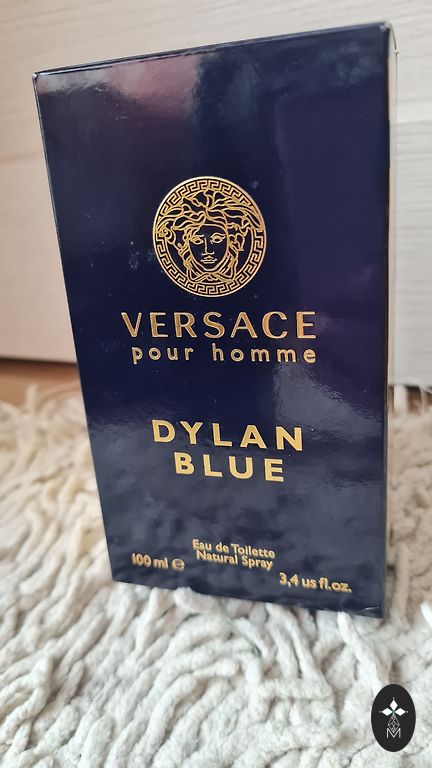 VERSACE
pour homme
DYLAN
BLUE
Eau de Toilette
Natural Spray
100 ml ℮
3,4 us fl.oz.
M